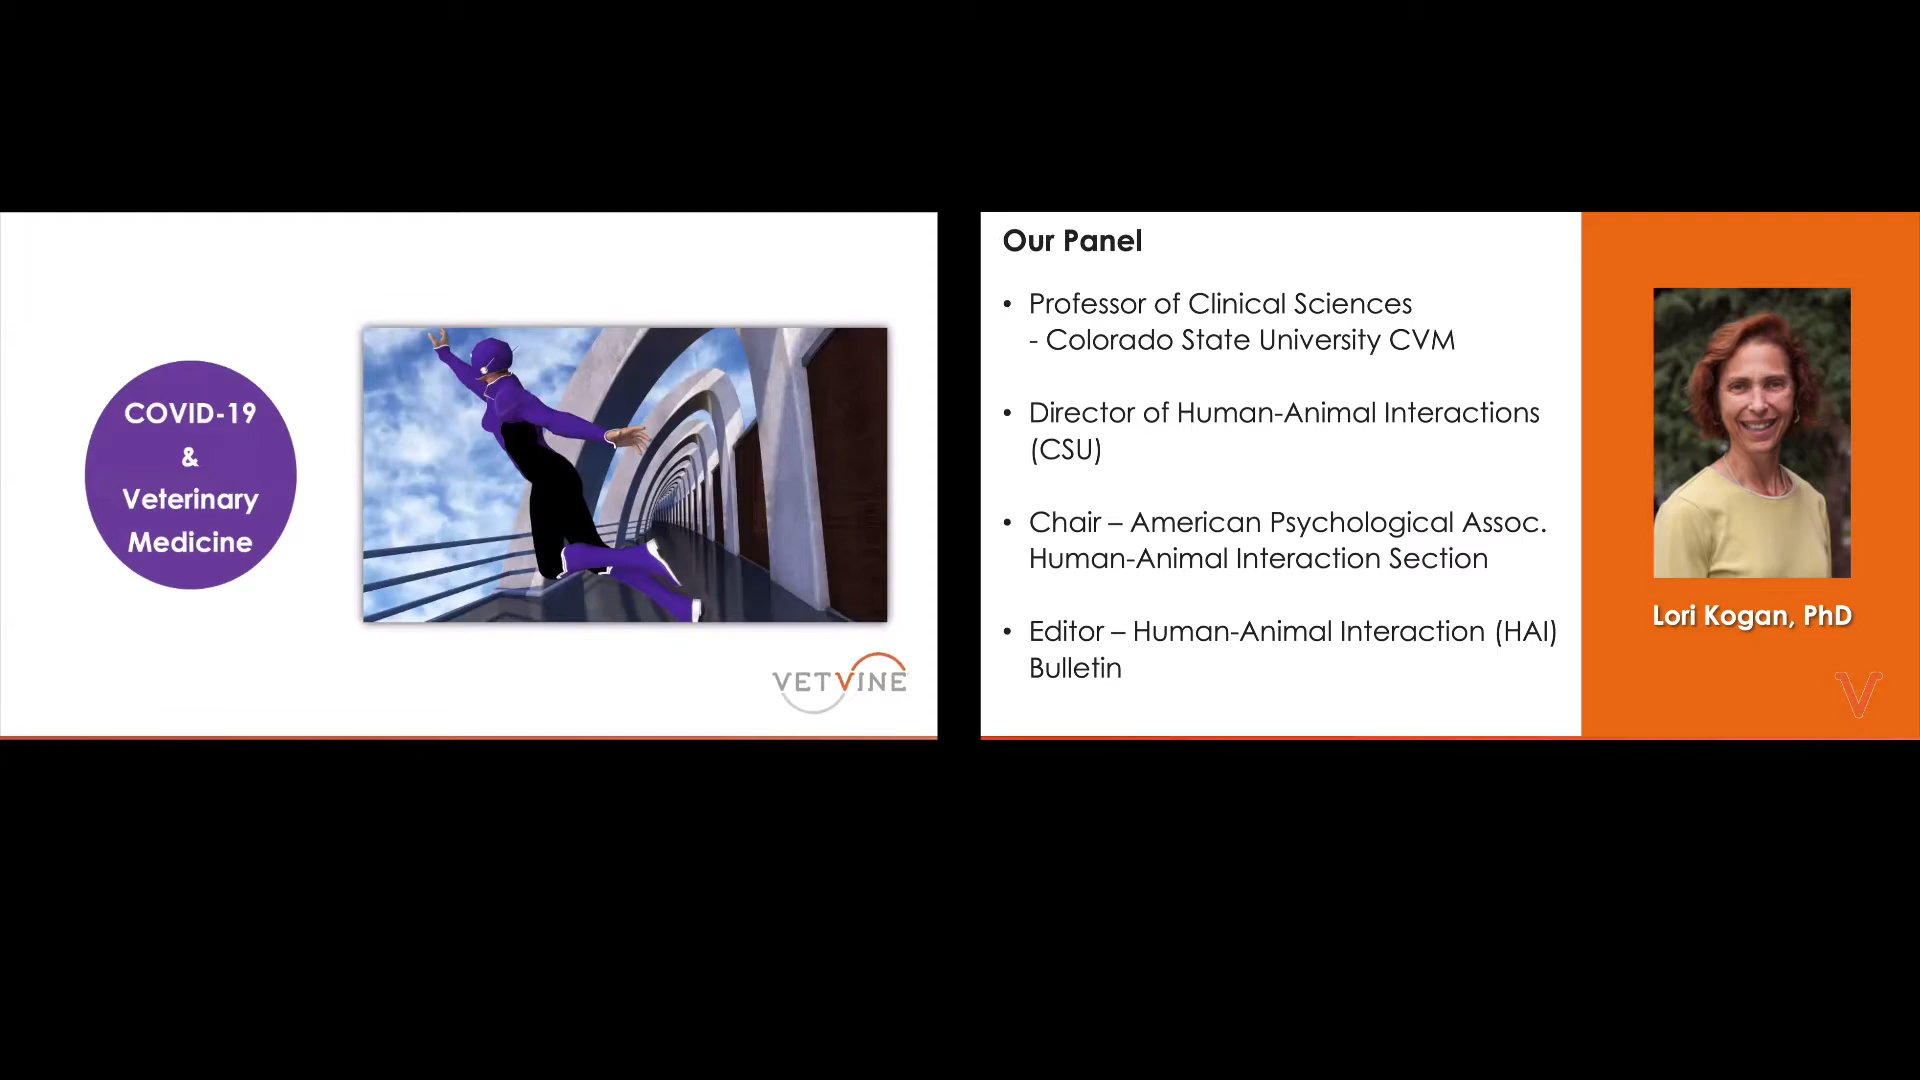 COVID-19
&
Veterinary
Medicine
VETVINE
Our Panel
• Professor of Clinical Sciences
- Colorado State University CVM
• Director of Human-Animal Interactions
(CSU)
• Chair – American Psychological Assoc.
Human-Animal Interaction Section
• Editor – Human-Animal Interaction (HAI)
Bulletin
Lori Kogan, PhD
V